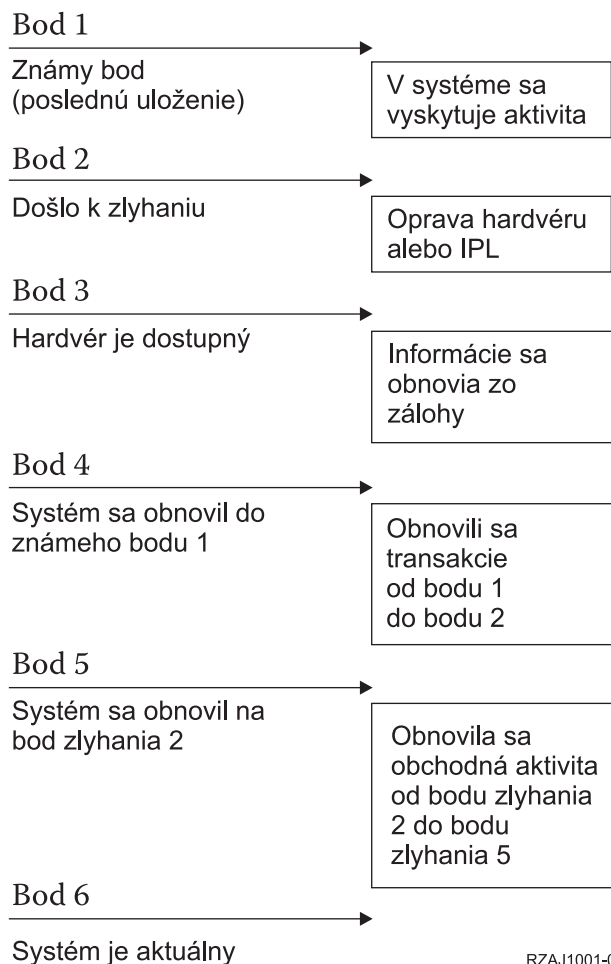 Bod 1
Známy bod
(poslednú uloženie)
V systéme sa
vyskytuje aktivita
Bod 2
Došlo k zlyhaniu
Oprava hardvéru
alebo IPL
Bod 3
Hardvér je dostupný
Informácie sa
obnovia zo
zálohy
Bod 4
Systém sa obnovil do
známeho bodu 1
Obnovili sa
transakcie
od bodu 1
do bodu 2
Bod 5
Systém sa obnovil na
bod zlyhania 2
Obnovila sa
obchodná aktivita
od bodu zlyhania
2 do bodu
zlyhania 5
Bod 6
Systém je aktuálny
RZAJ1001-0